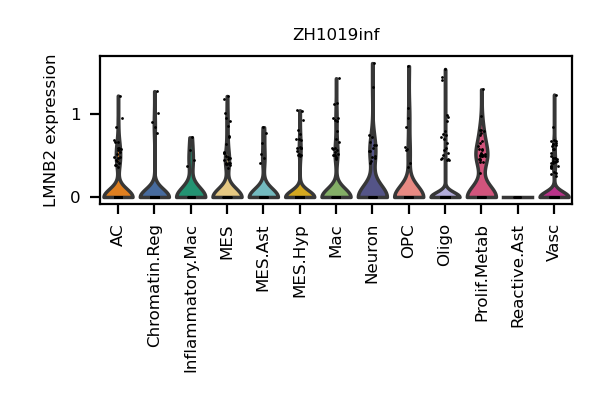 ZH1019inf
LMNB2 expression
1
0
AC
Chromatin.Reg
Inflammatory.Mac
MES
MES.Ast
MES.Hyp
Mac
Neuron
OPC
Oligo
Prolif.Metab
Reactive.Ast
Vasc